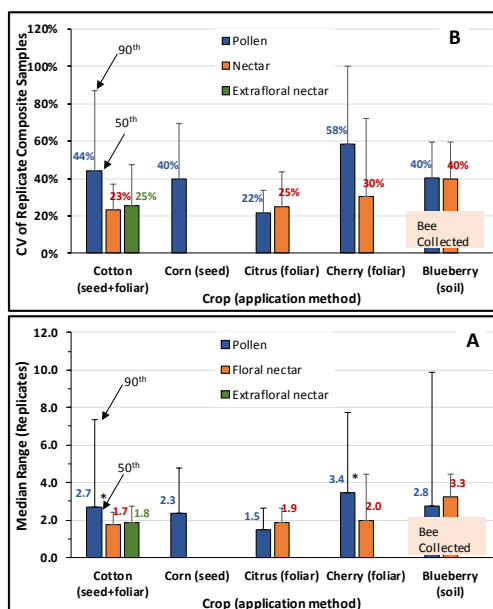 B
120%
100%
80%
60%
40%
20%
0%
CV of Replicate Composite Samples
Pollen
Nectar
Extrafloral nectar
90th
50th
44%
23%
25%
40%
22%
25%
58%
30%
40%
40%
Bee
Collected
Cotton
(seed+foliar)
Corn (seed)
Citrus (foliar)
Cherry (foliar)
Blueberry
(soil)
Crop (application method)
A
12.0
10.0
8.0
6.0
4.0
2.0
0.0
Median Range (Replicates)
Pollen
Floral nectar
Extrafloral nectar
90th
50th
2.7
*
1.7
1.8
2.3
1.5
1.9
3.4
*
2.0
2.8
3.3
Bee
Collected
Cotton
(seed+foliar)
Corn (seed)
Citrus (foliar)
Cherry (foliar)
Blueberry
(soil)
Crop (application method)